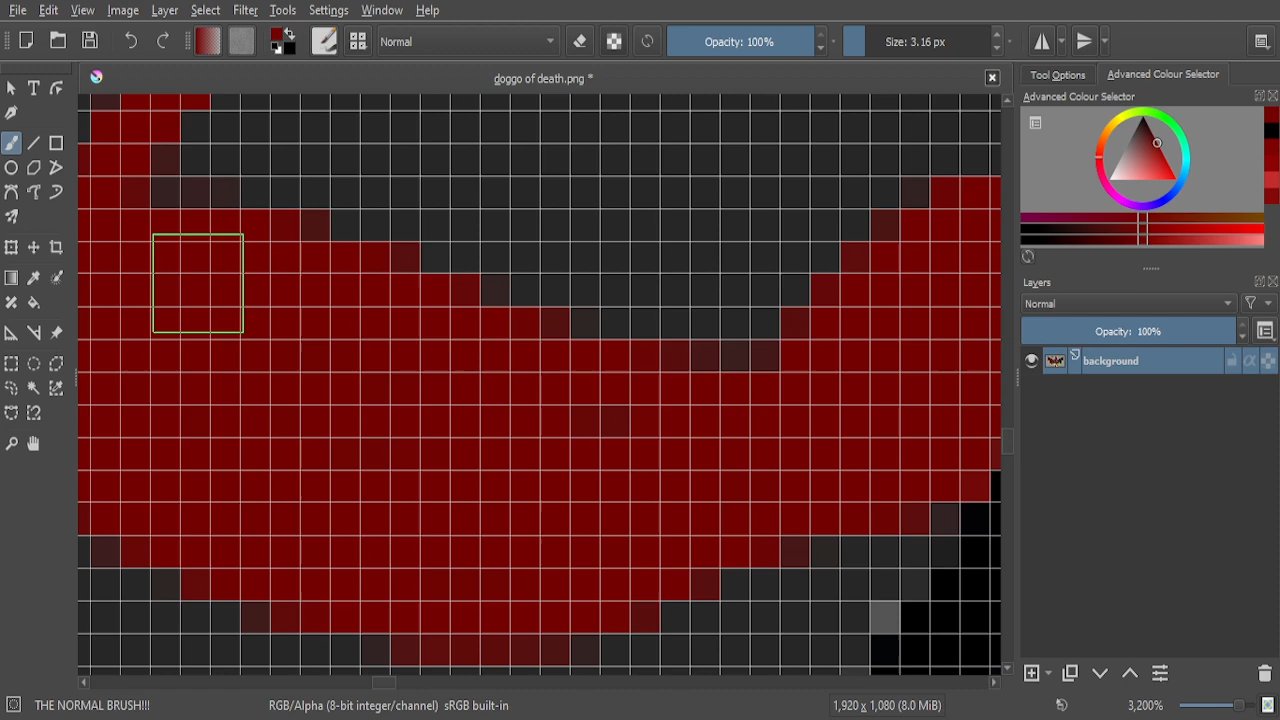 File Edit View Image Layer Select Filter Tools Settings Window Help
Normal Opacity: 100% Size: 3.16 px
doggo of death.png *
Tool Options Advanced Colour Selector
Advanced Colour Selector
Layers
Normal
Opacity: 100%
background
THE NORMAL BRUSH!!! RGB/Alpha (8-bit integer/channel) sRGB built-in 1,920 x 1,080 (8.0 MiB) 3,200%